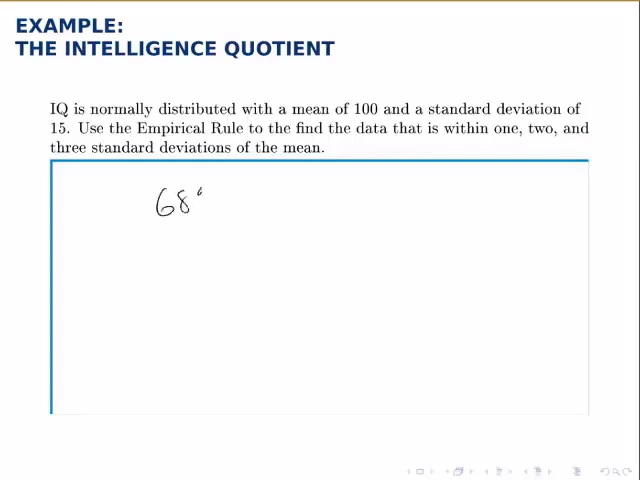 EXAMPLE:
THE INTELLIGENCE QUOTIENT
IQ is normally distributed with a mean of 100 and a standard deviation of
15. Use the Empirical Rule to the find the data that is within one, two, and
three standard deviations of the mean.
68